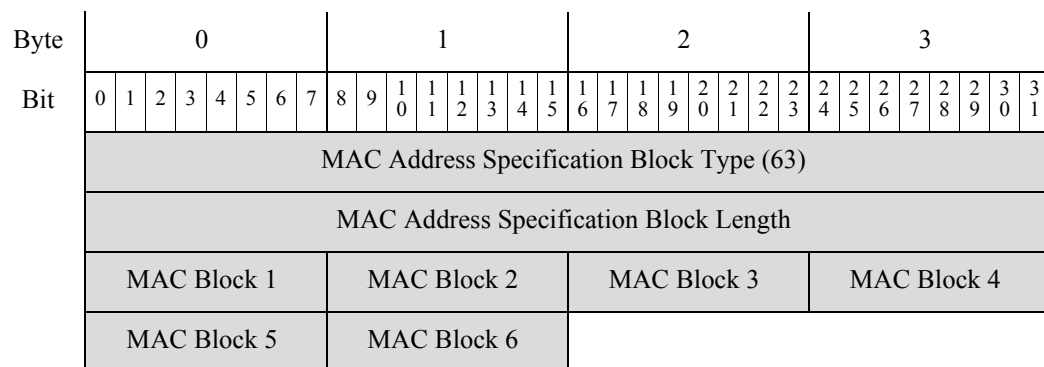 Byte 0 1 2 3
Bit 0 1 2 3 4 5 6 7 8 9 10 11 12 13 14 15 16 17 18 19 20 21 22 23 24 25 26 27 28 29 30 31
MAC Address Specification Block Type (63)
MAC Address Specification Block Length
MAC Block 1 MAC Block 2 MAC Block 3 MAC Block 4
MAC Block 5 MAC Block 6